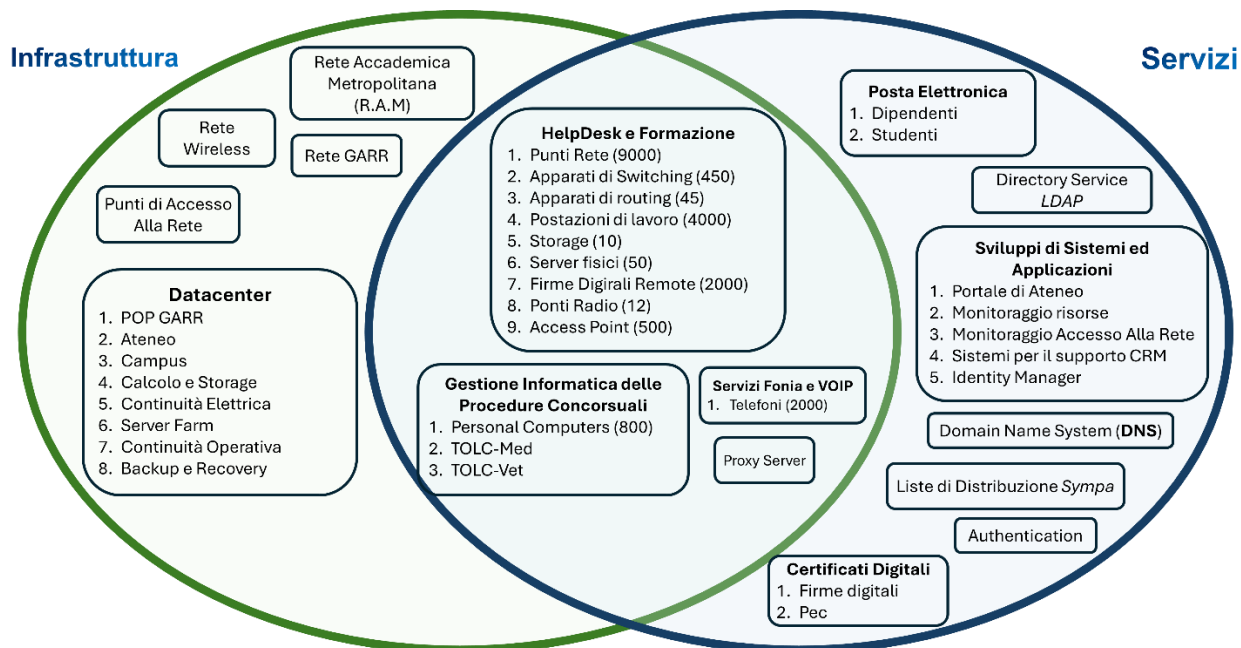 Infrastruttura
Servizi
Rete Accademica
Metropolitana
(R.A.M)
Rete
Wireless
Rete GARR
Punti di Accesso
Alla Rete
Datacenter
1. POP GARR
2. Ateneo
3. Campus
4. Calcolo e Storage
5. Continuità Elettrica
6. Server Farm
7. Continuità Operativa
8. Backup e Recovery
HelpDesk e Formazione
1. Punti Rete (9000)
2. Apparati di Switching (450)
3. Apparati di routing (45)
4. Postazioni di lavoro (4000)
5. Storage (10)
6. Server fisici (50)
7. Firme Digirali Remote (2000)
8. Ponti Radio (12)
9. Access Point (500)
Gestione Informatica delle
Procedure Concorsuali
1. Personal Computers (800)
2. TOLC-Med
3. TOLC-Vet
Servizi Fonia e VOIP
1. Telefoni (2000)
Proxy Server
Posta Elettronica
1. Dipendenti
2. Studenti
Directory Service
LDAP
Sviluppi di Sistemi ed
Applicazioni
1. Portale di Ateneo
2. Monitoraggio risorse
3. Monitoraggio Accesso Alla Rete
4. Sistemi per il supporto CRM
5. Identity Manager
Domain Name System (DNS)
Liste di Distribuzione Sympa
Authentication
Certificati Digitali
1. Firme digitali
2. Pec